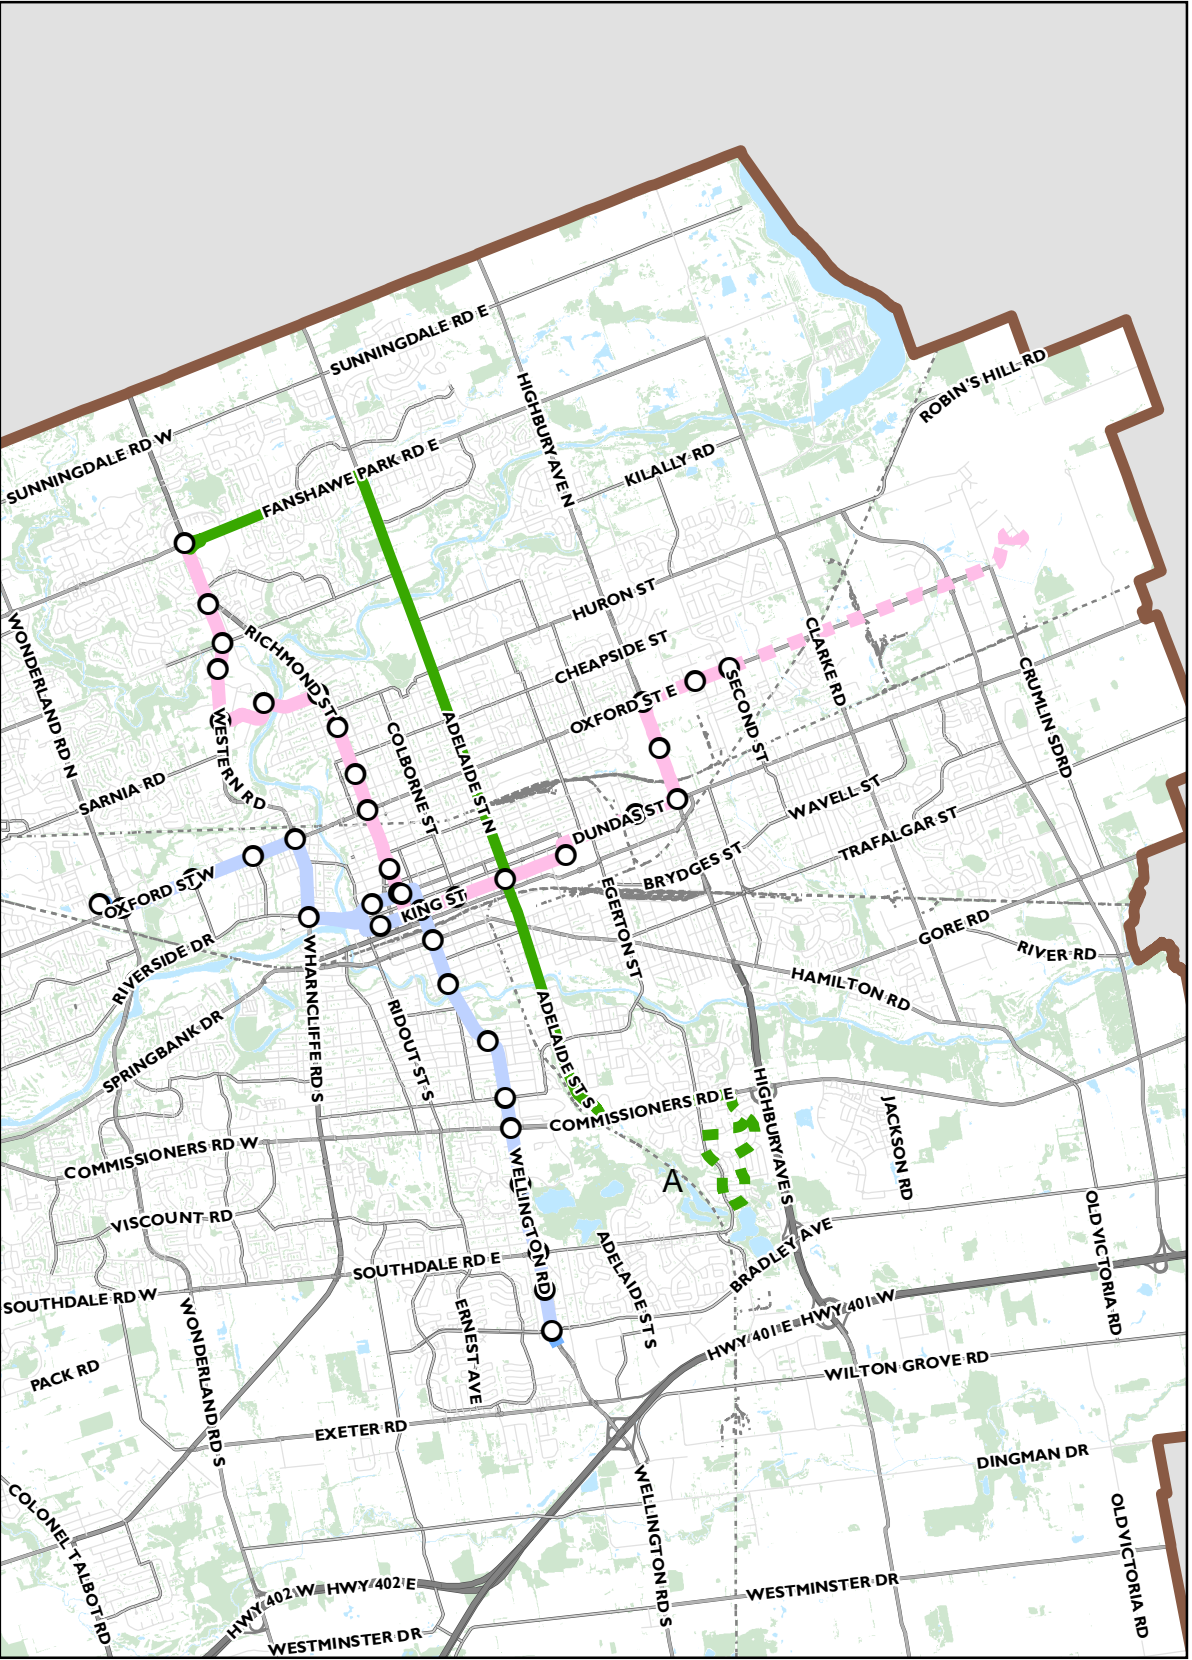 SUNNINGDALE RD E
ROBIN'S HILL RD
HIGHBURY AVE N
SUNNINGDALE RD W
FANSHAWE PARK RD E
KILALLY RD
HURON ST
WONDERLAND RD N
RICHMOND ST
CHEAPSIDE ST
CLARKE RD
OXFORD ST E
SECOND ST
CRUMLIN SDRD
WESTERN RD
COLBORNE ST
ADELAIDE ST N
SARNIA RD
DUNDAS ST
WAVELL ST
TRAFALGAR ST
BRYDGES ST
OXFORD ST W
KING ST
EGERTON ST
GORE RD
RIVER RD
RIVERSIDE DR
WHARNCLIFFE RD S
HAMILTON RD
ADELAIDE ST S
RIDOUT ST S
SPRINGBANK DR
HIGHBURY AVE S
COMMISSIONERS RD E
JACKSON RD
COMMISSIONERS RD W
WELLINGTON RD
A
OLD VICTORIA RD
VISCOUNT RD
BRADLEY AVE
ADELAIDE ST S
SOUTHDALE RD E
SOUTHDALE RD W
WONDERLAND RD S
ERNEST AVE
HWY 401 E
HWY 401 W
WILTON GROVE RD
PACK RD
EXETER RD
DINGMAN DR
COLONEL TALBOT RD
WELLINGTON RD S
OLD VICTORIA RD
HWY 402 W
HWY 402 E
WESTMINSTER DR
WESTMINSTER DR